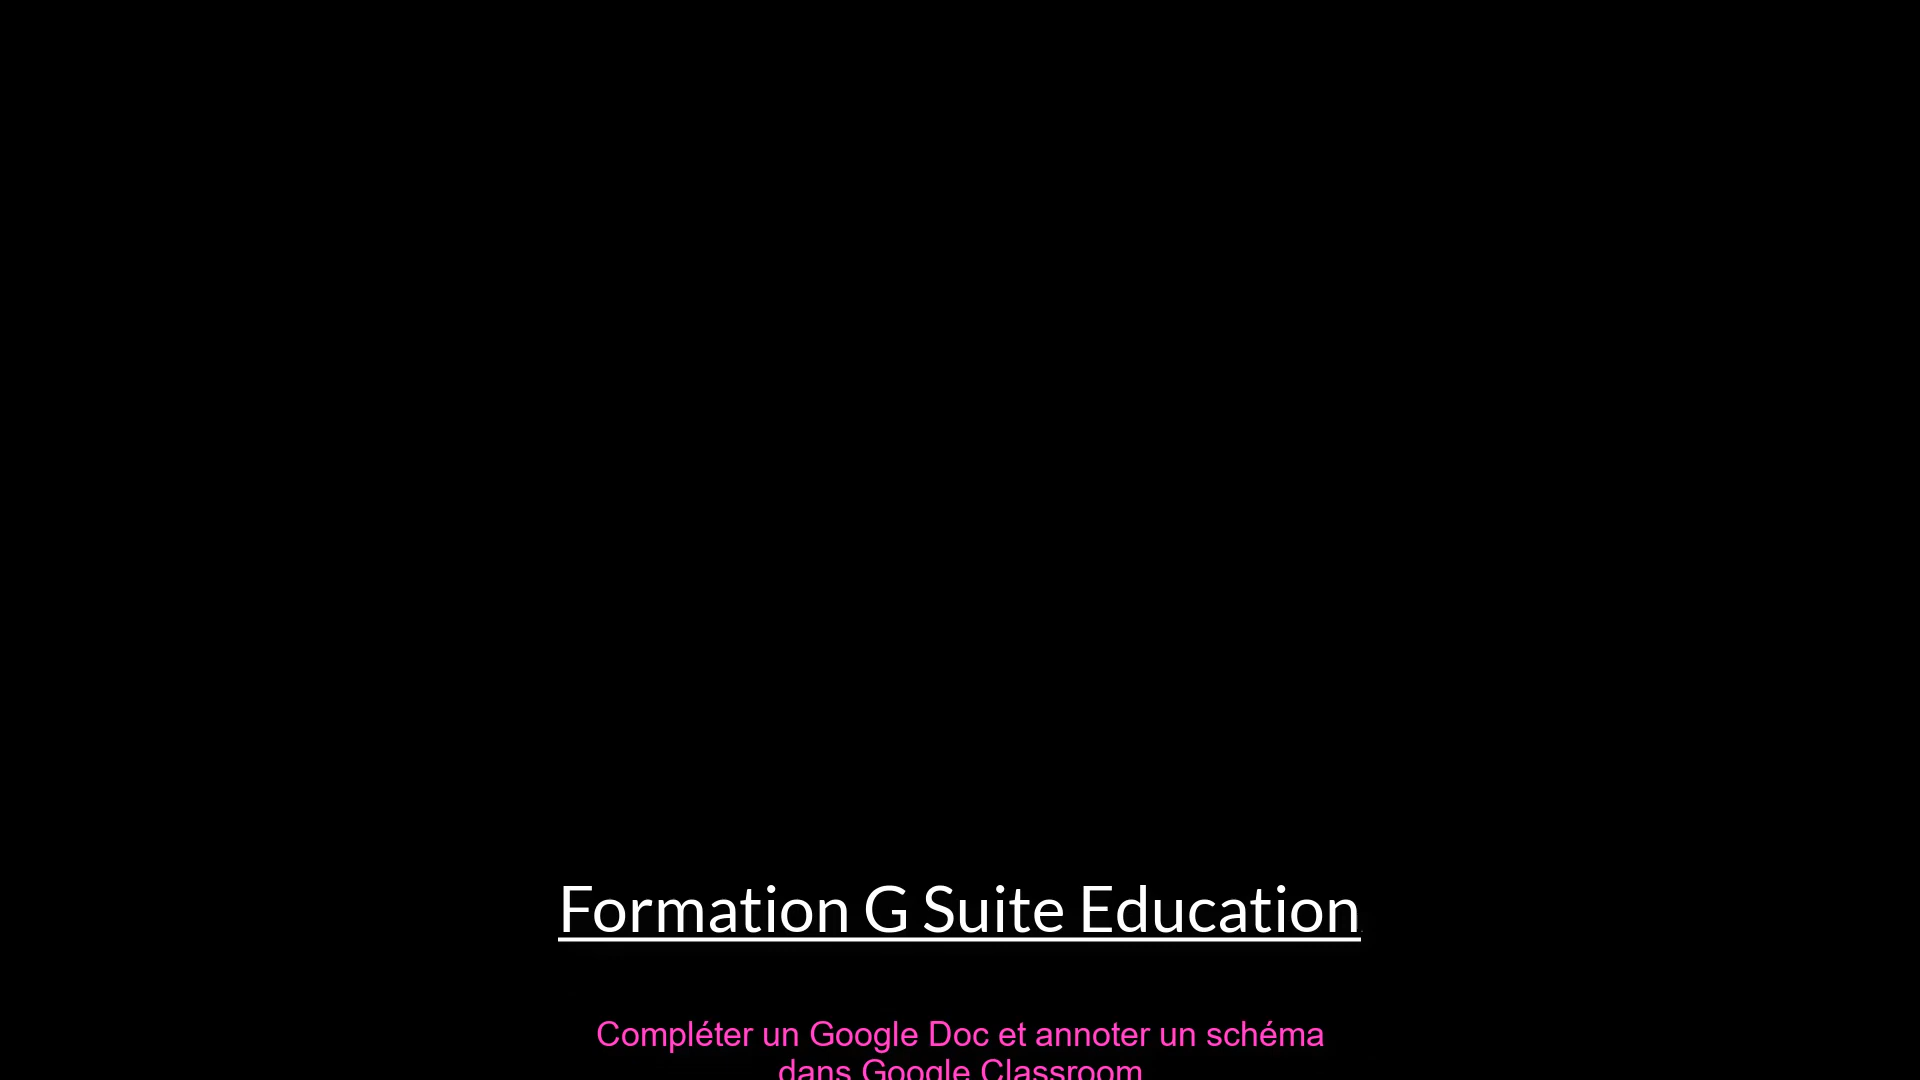 Formation G Suite Education
Compléter un Google Doc et annoter un schéma
dans Google Classroom